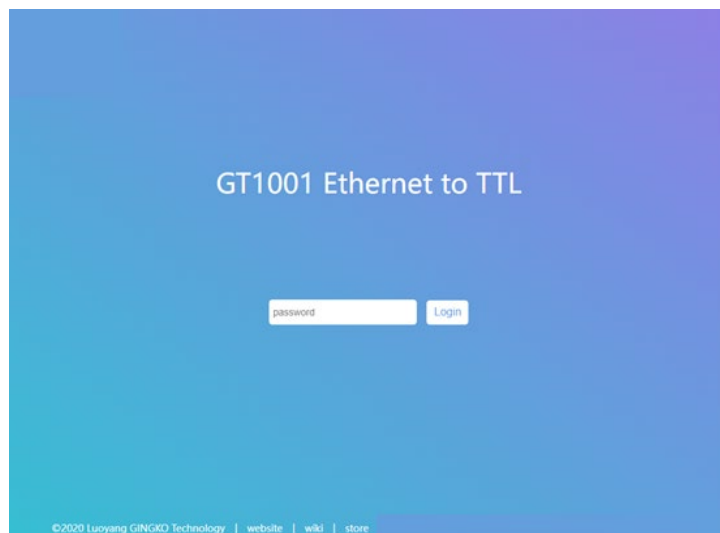 GT1001 Ethernet to TTL
password Login
©2020 Luoyang GINGKO Technology | website | wiki | store